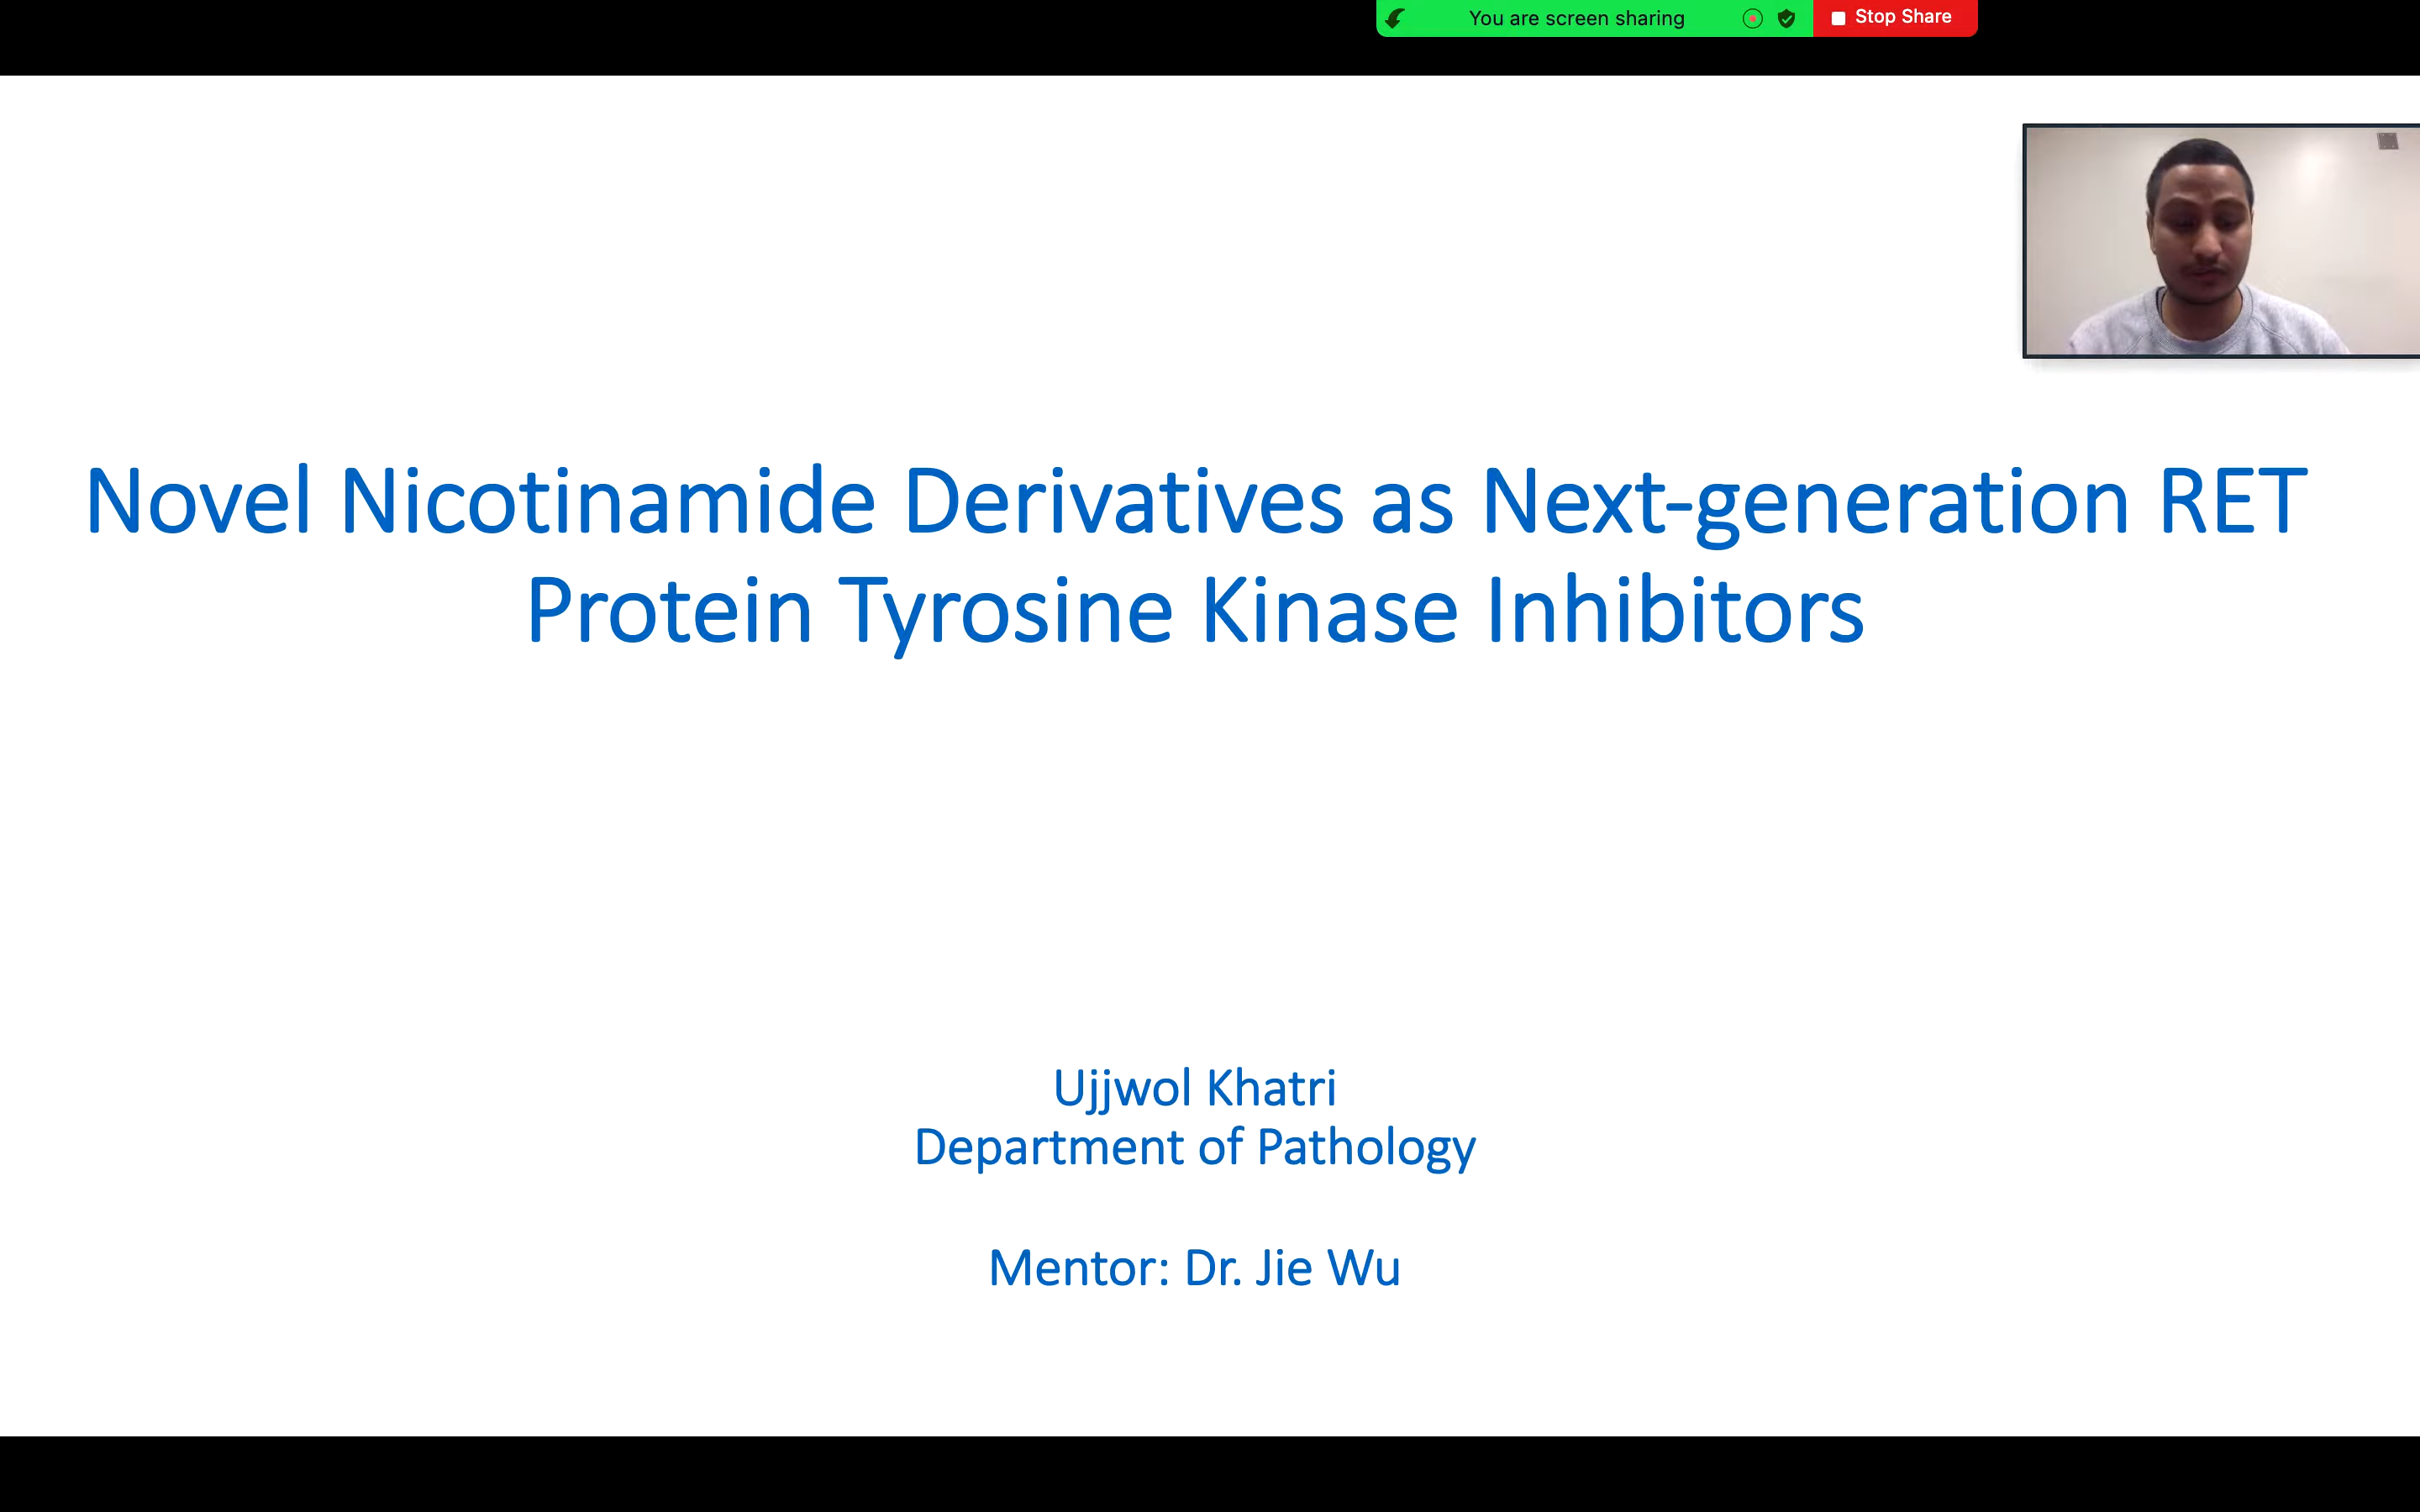 You are screen sharing
Stop Share
Novel Nicotinamide Derivatives as Next-generation RET
Protein Tyrosine Kinase Inhibitors
Ujjwol Khatri
Department of Pathology
Mentor: Dr. Jie Wu